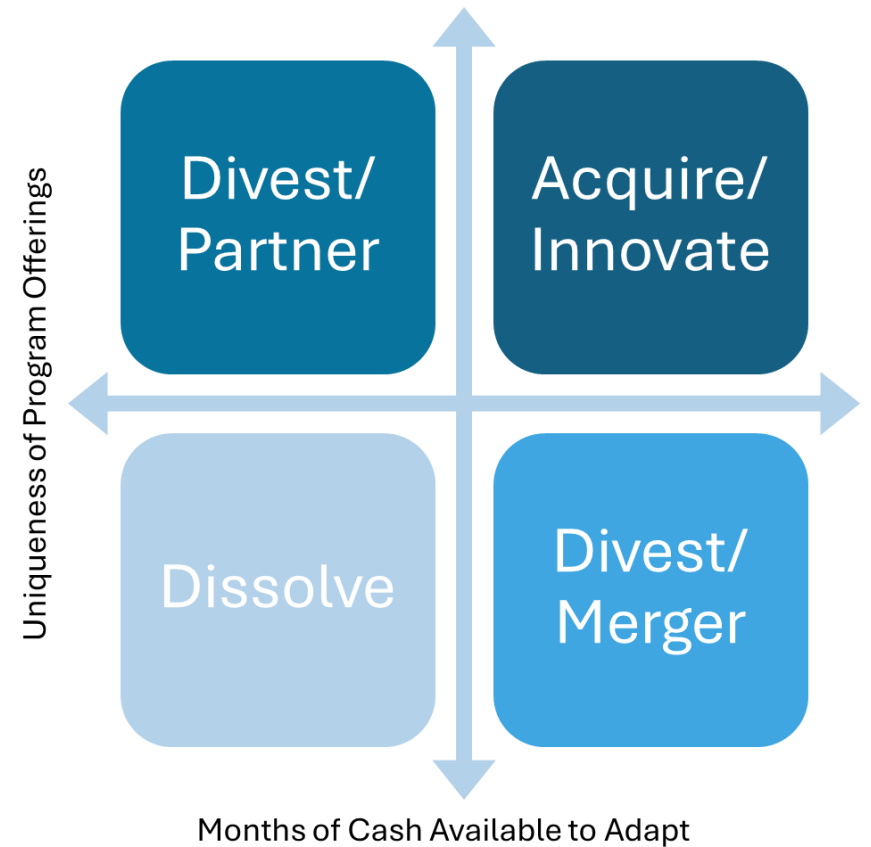 Divest/
Partner
Acquire/
Innovate
Uniqueness of Program Offerings
Dissolve
Divest/
Merger
Months of Cash Available to Adapt